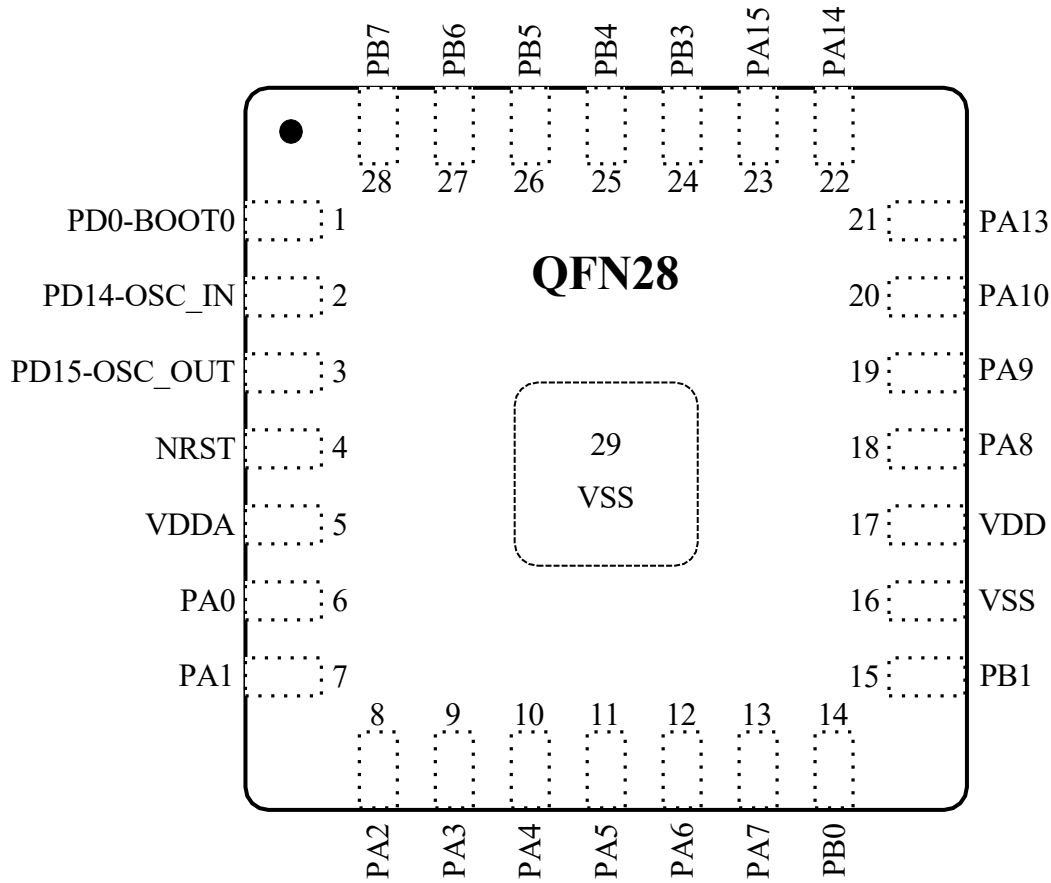 PB7 PB6 PB5 PB4 PB3 PA15 PA14
28 27 26 25 24 23 22
PD0-BOOT0 1 21 PA13
QFN28
PD14-OSC_IN 2 20 PA10
PD15-OSC_OUT 3 19 PA9
29
NRST 4 18 PA8
VSS
VDDA 5 17 VDD
PA0 6 16 VSS
PA1 7 15 PB1
8 9 10 11 12 13 14
PA2 PA3 PA4 PA5 PA6 PA7 PB0